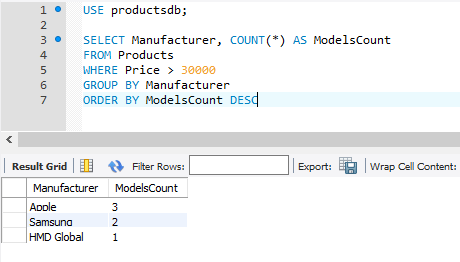 1 USE productsdb;
2
3 SELECT Manufacturer, COUNT(*) AS ModelsCount
4 FROM Products
5 WHERE Price > 30000
6 GROUP BY Manufacturer
7 ORDER BY ModelsCount DESC
Result Grid Filter Rows: Export: Wrap Cell Content:
Manufacturer ModelsCount
Apple 3
Samsung 2
HMD Global 1